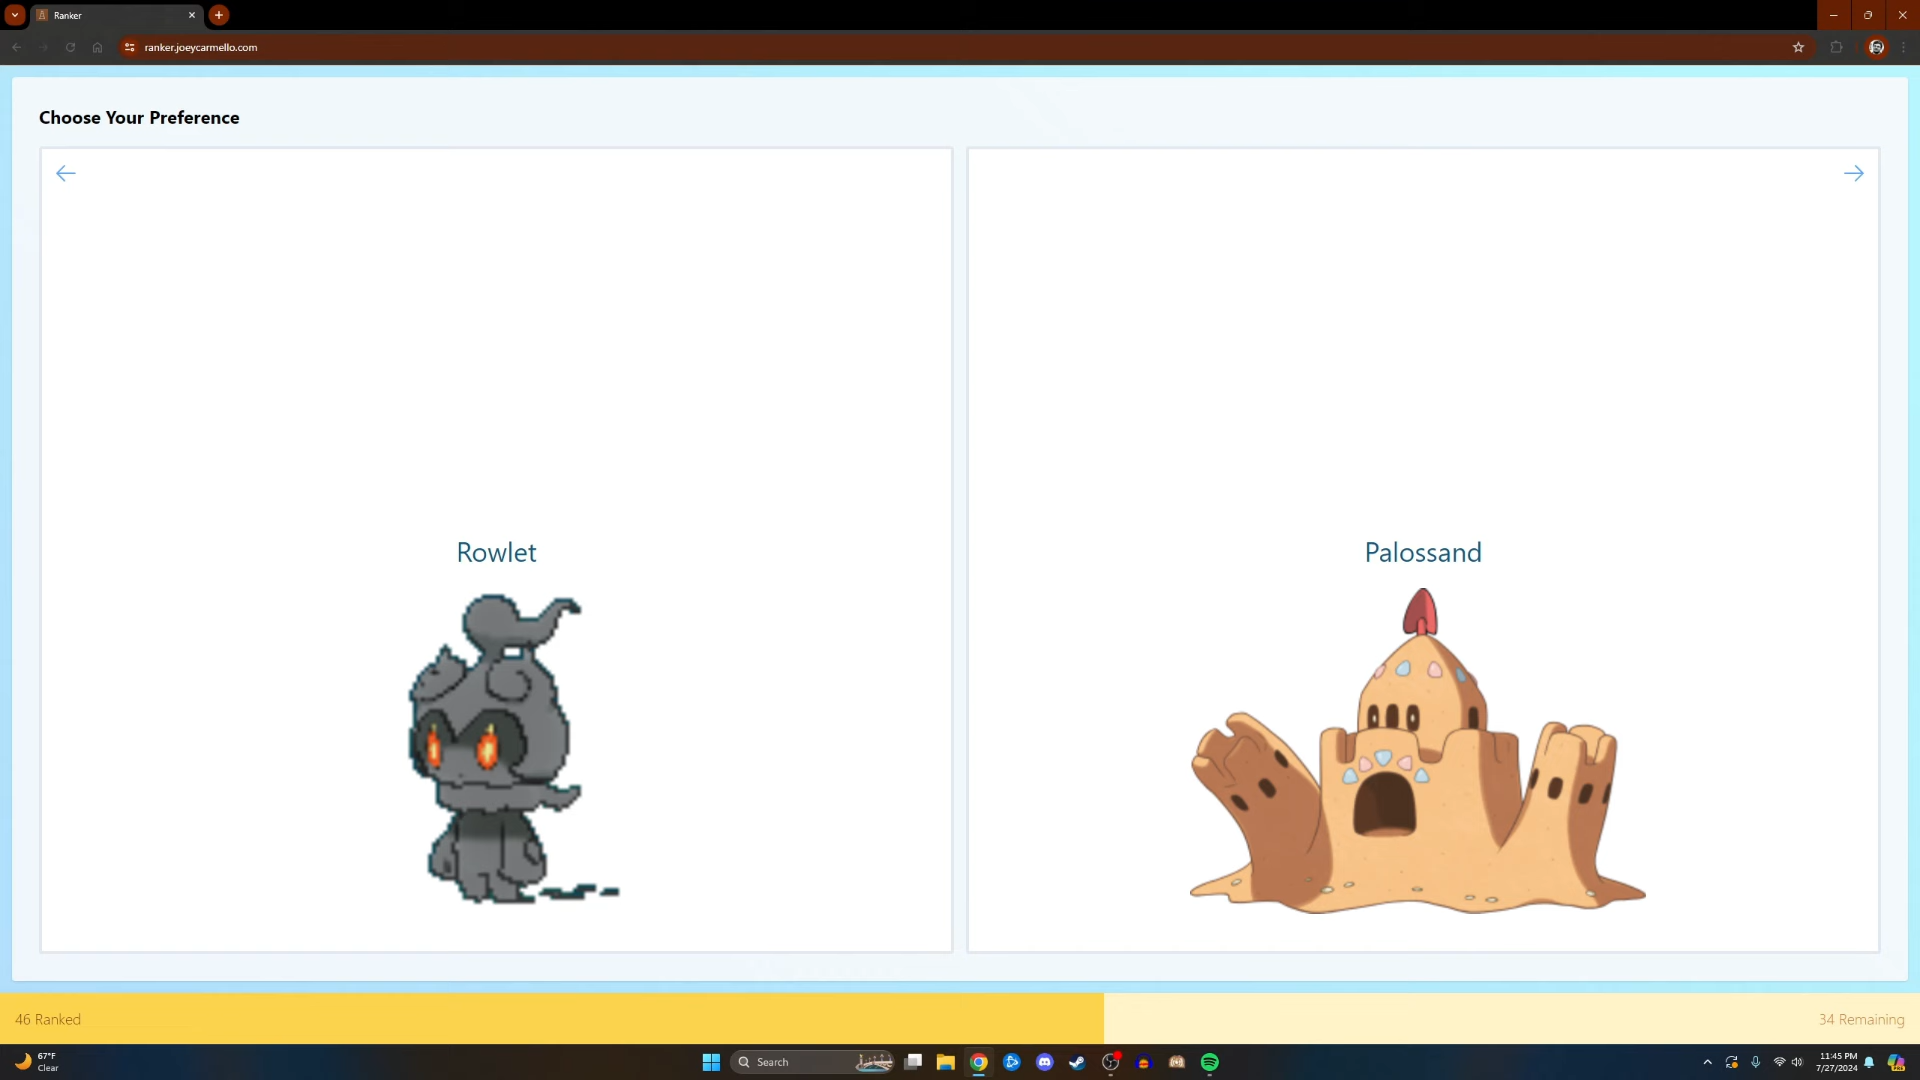 Ranker
ranker.joeycarmello.com
Choose Your Preference
Rowlet
Palossand
46 Ranked
34 Remaining
67°F
Clear
Search
11:45 PM
7/27/2024